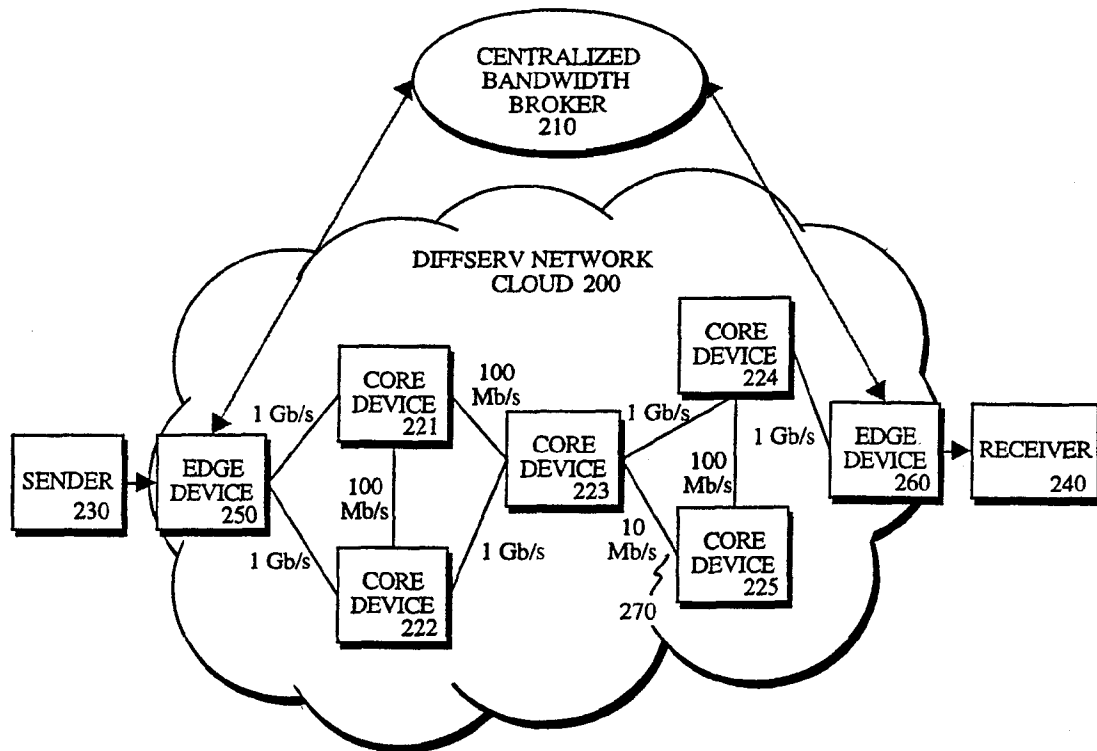 CENTRALIZED
BANDWIDTH
BROKER
210
DIFFSERV NETWORK
CLOUD 200
CORE
DEVICE
224
CORE
DEVICE
221
100
Mb/s
1 Gb/s
1 Gb/s
CORE
DEVICE
223
1 Gb/s
EDGE
DEVICE
260
RECEIVER
240
SENDER
230
EDGE
DEVICE
250
100
Mb/s
100
Mb/s
1 Gb/s
1 Gb/s
10
Mb/s
CORE
DEVICE
225
CORE
DEVICE
222
270